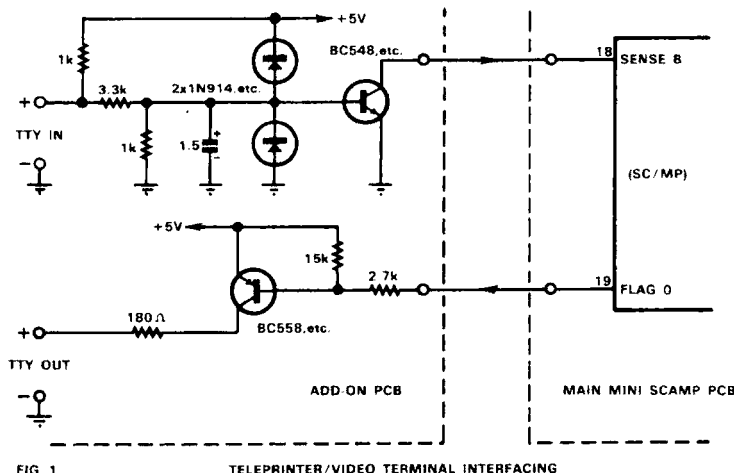 +5V
1k
BC548,etc.
18
SENSE B
2x1N914,etc.
+
3.3k
TTY IN
1k
1.5
+
-
-
(SC/MP)
+5V
15k
2.7k
19
FLAG 0
180Ω
BC558,etc.
+
TTY OUT
-
ADD-ON PCB
MAIN MINI SCAMP PCB
FIG. 1
TELEPRINTER/VIDEO TERMINAL INTERFACING